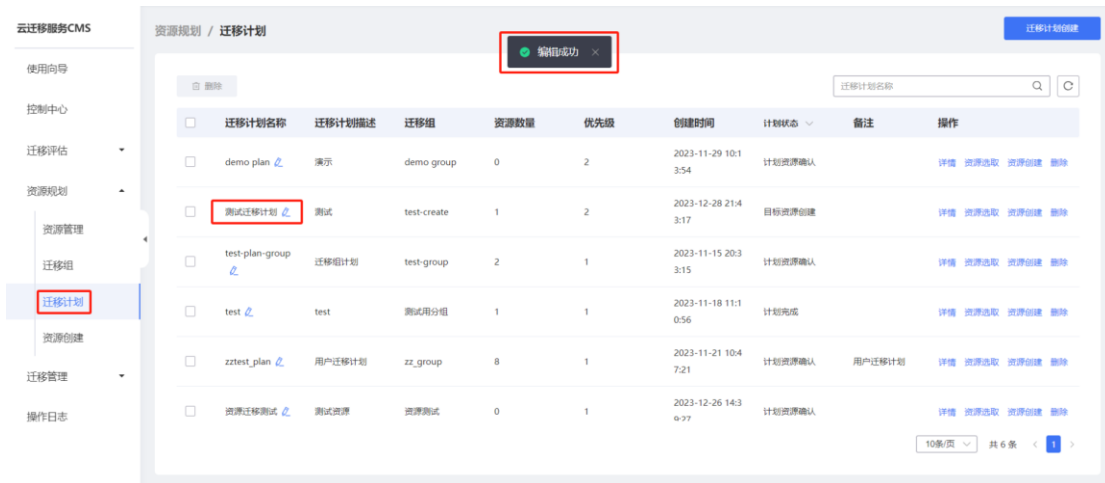 云迁移服务CMS
使用向导
控制中心
迁移评估
资源规划
资源管理
迁移组
迁移计划
资源创建
迁移管理
操作日志
资源规划 / 迁移计划
迁移计划创建
编辑成功 ×
删除
迁移计划名称
迁移计划名称 迁移计划描述 迁移组 资源数量 优先级 创建时间 计划状态 备注 操作
demo plan 演示 demo group 0 2 2023-11-29 10:1 计划资源确认 详情 资源选取 资源创建 删除
3:54
测试迁移计划 测试 test-create 1 2 2023-12-28 21:4 目标资源创建 详情 资源选取 资源创建 删除
3:17
test-plan-group 迁移组计划 test-group 2 1 2023-11-15 20:3 计划资源确认 详情 资源选取 资源创建 删除
3:15
test test 测试用分组 1 1 2023-11-18 11:1 计划完成 详情 资源选取 资源创建 删除
0:56
zztest_plan 用户迁移计划 zz_group 8 1 2023-11-21 10:4 计划资源确认 用户迁移计划 详情 资源选取 资源创建 删除
7:21
资源迁移测试 测试资源 资源测试 0 1 2023-12-26 14:3 计划资源确认 详情 资源选取 资源创建 删除
9:27
10条/页 共 6 条 < 1 >